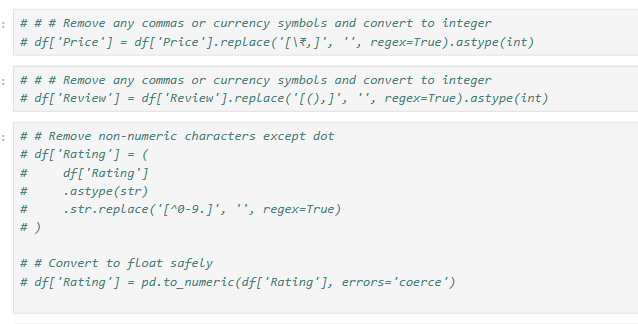 : # # # Remove any commas or currency symbols and convert to integer
# df['Price'] = df['Price'].replace('[\₹,]', '', regex=True).astype(int)
: # # # Remove any commas or currency symbols and convert to integer
# df['Review'] = df['Review'].replace('[(),]', '', regex=True).astype(int)
: # # Remove non-numeric characters except dot
# df['Rating'] = (
#     df['Rating']
#     .astype(str)
#     .str.replace('[^0-9.]', '', regex=True)
# )
# # Convert to float safely
# df['Rating'] = pd.to_numeric(df['Rating'], errors='coerce')